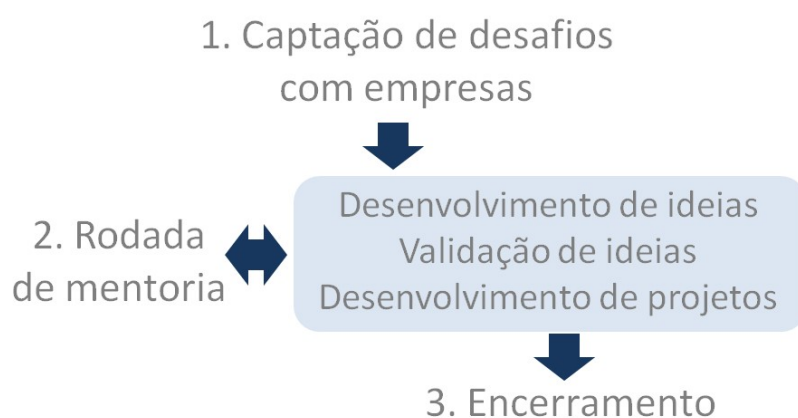 1. Captação de desafios
com empresas
Desenvolvimento de ideias
Validação de ideias
Desenvolvimento de projetos
2. Rodada
de mentoria
3. Encerramento